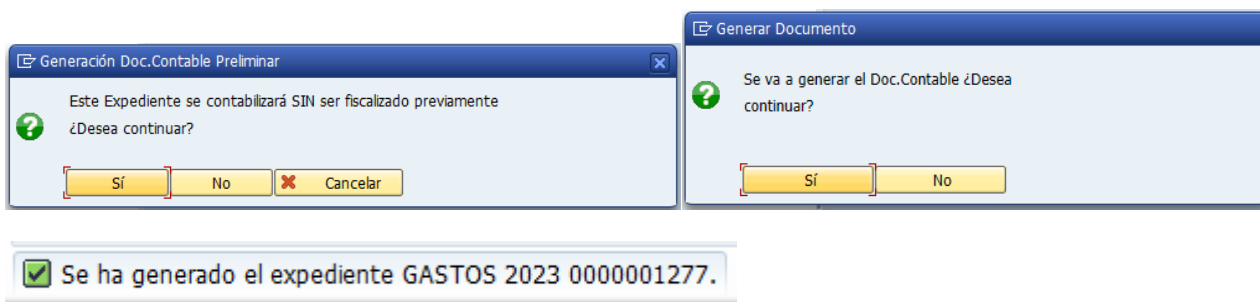 Generación Doc.Contable Preliminar
Este Expediente se contabilizará SIN ser fiscalizado previamente
¿Desea continuar?
Sí No Cancelar
Generar Documento
Se va a generar el Doc.Contable ¿Desea
continuar?
Sí No
Se ha generado el expediente GASTOS 2023 0000001277.